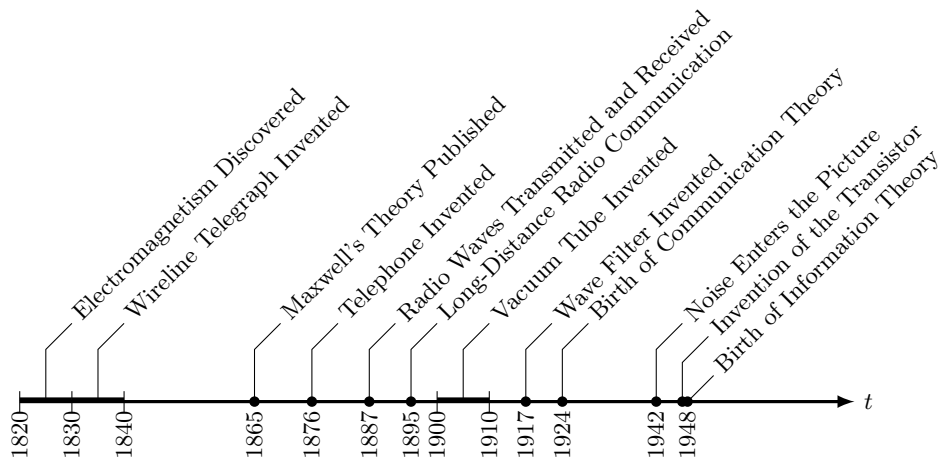 Electromagnetism Discovered
Wireline Telegraph Invented
Maxwell's Theory Published
Telephone Invented
Radio Waves Transmitted and Received
Long-Distance Radio Communication
Vacuum Tube Invented
Wave Filter Invented
Birth of Communication Theory
Noise Enters the Picture
Invention of the Transistor
Birth of Information Theory
t
1820
1830
1840
1865
1876
1887
1895
1900
1910
1917
1924
1942
1948